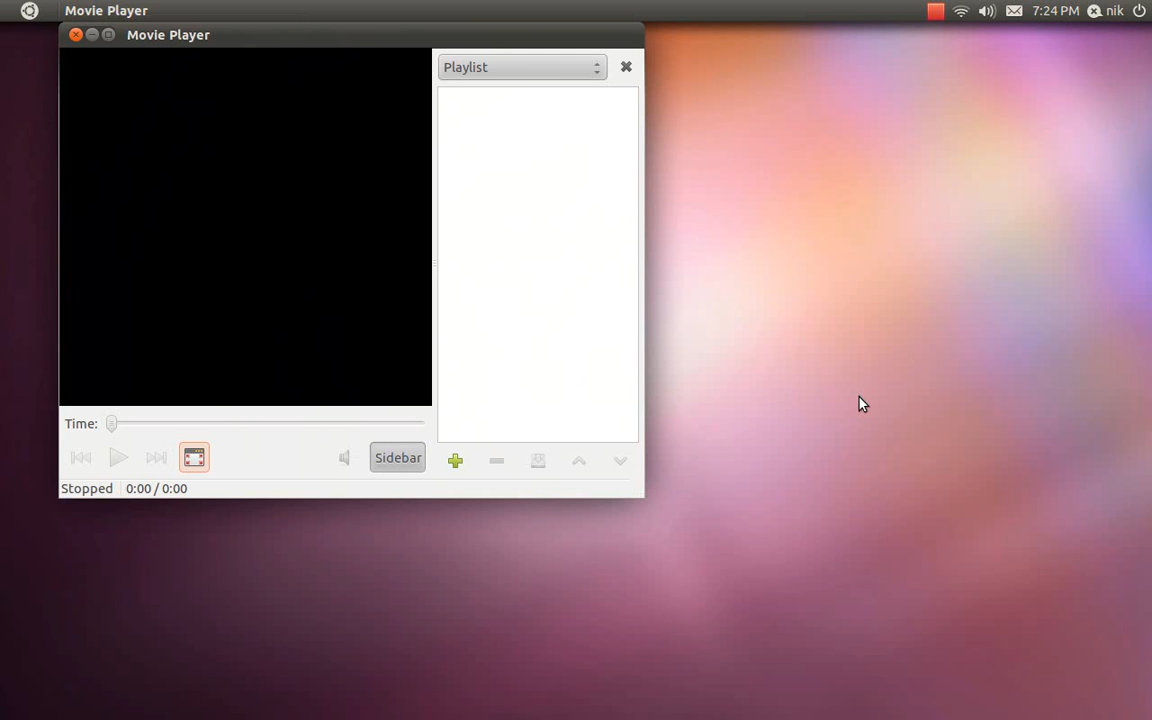 Movie Player
7:24 PM nik
Movie Player
Playlist
Time:
Sidebar
Stopped 0:00 / 0:00